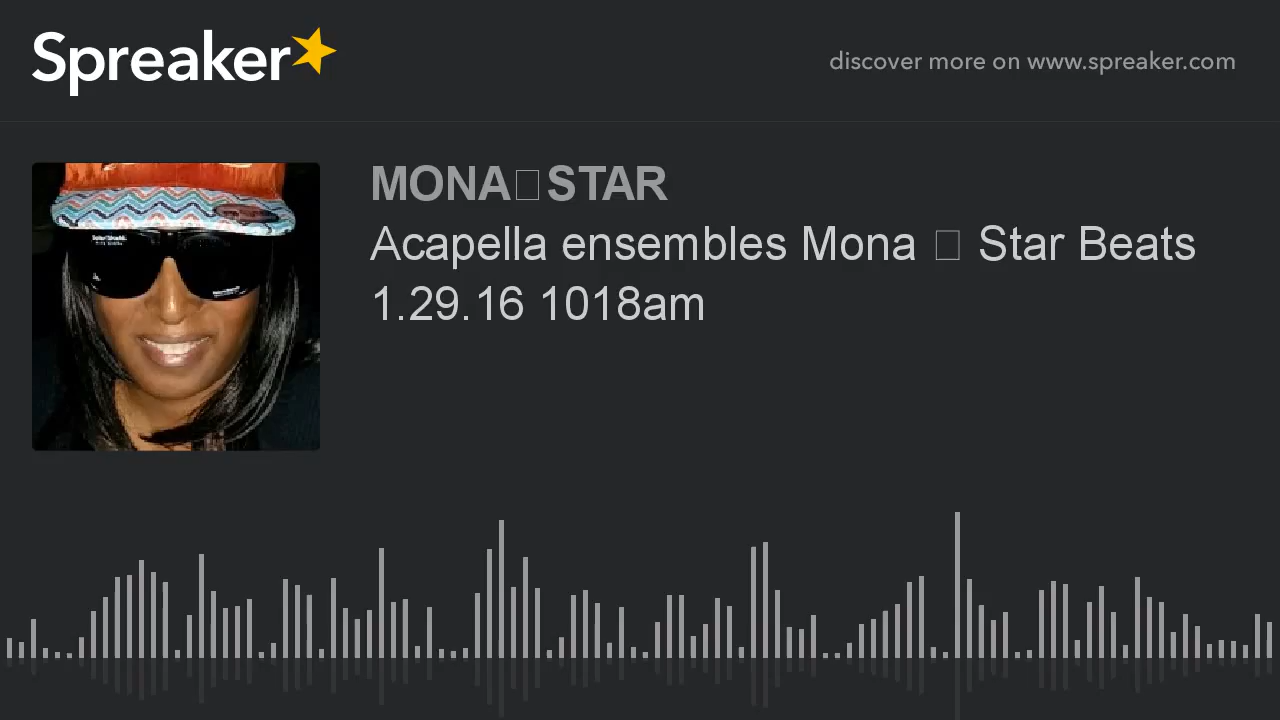 Spreaker
discover more on www.spreaker.com
MONA□STAR
Acapella ensembles Mona □ Star Beats
1.29.16 1018am